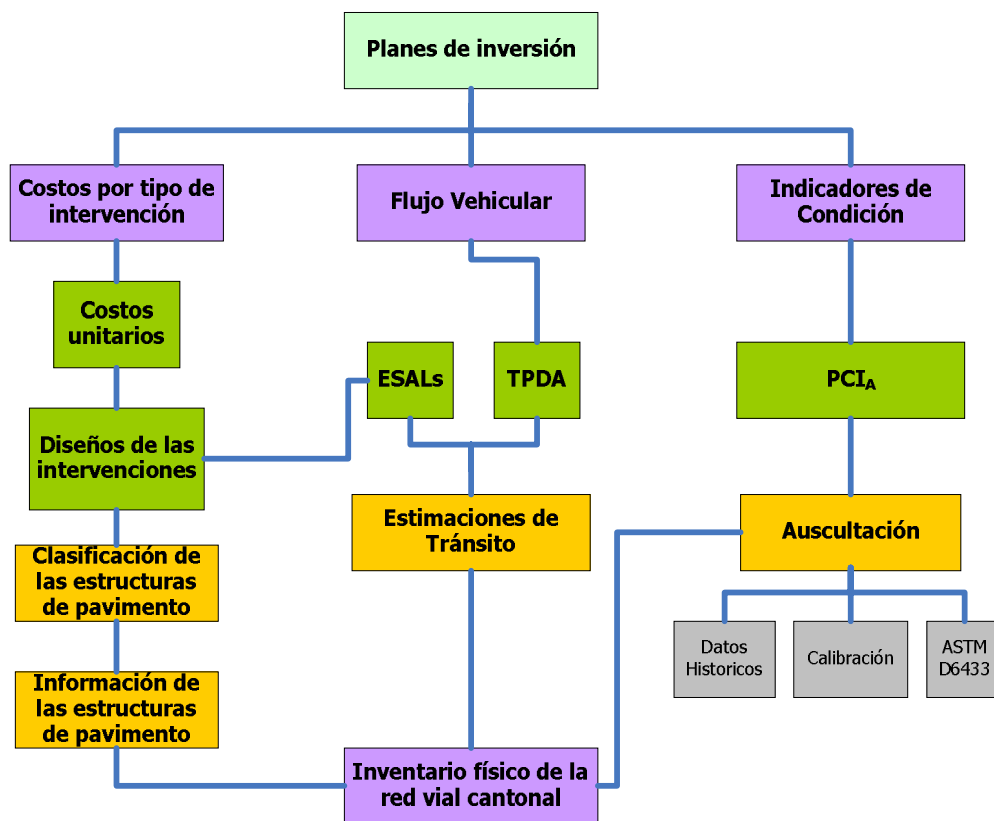 Planes de inversión
Costos por tipo de
intervención
Flujo Vehicular
Indicadores de
Condición
Costos
unitarios
ESALs
TPDA
PCIA
Diseños de las
intervenciones
Estimaciones de
Tránsito
Auscultación
Clasificación de
las estructuras
de pavimento
Datos
Historicos
Calibración
ASTM
D6433
Información de
las estructuras
de pavimento
Inventario físico de la
red vial cantonal